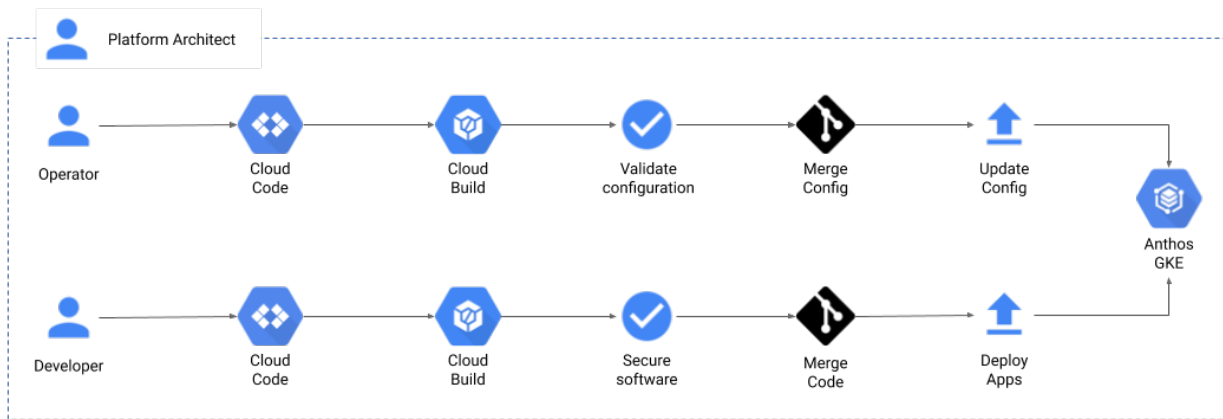 Platform Architect
Operator
Cloud
Code
Cloud
Build
Validate
configuration
Merge
Config
Update
Config
Anthos
GKE
Developer
Cloud
Code
Cloud
Build
Secure
software
Merge
Code
Deploy
Apps